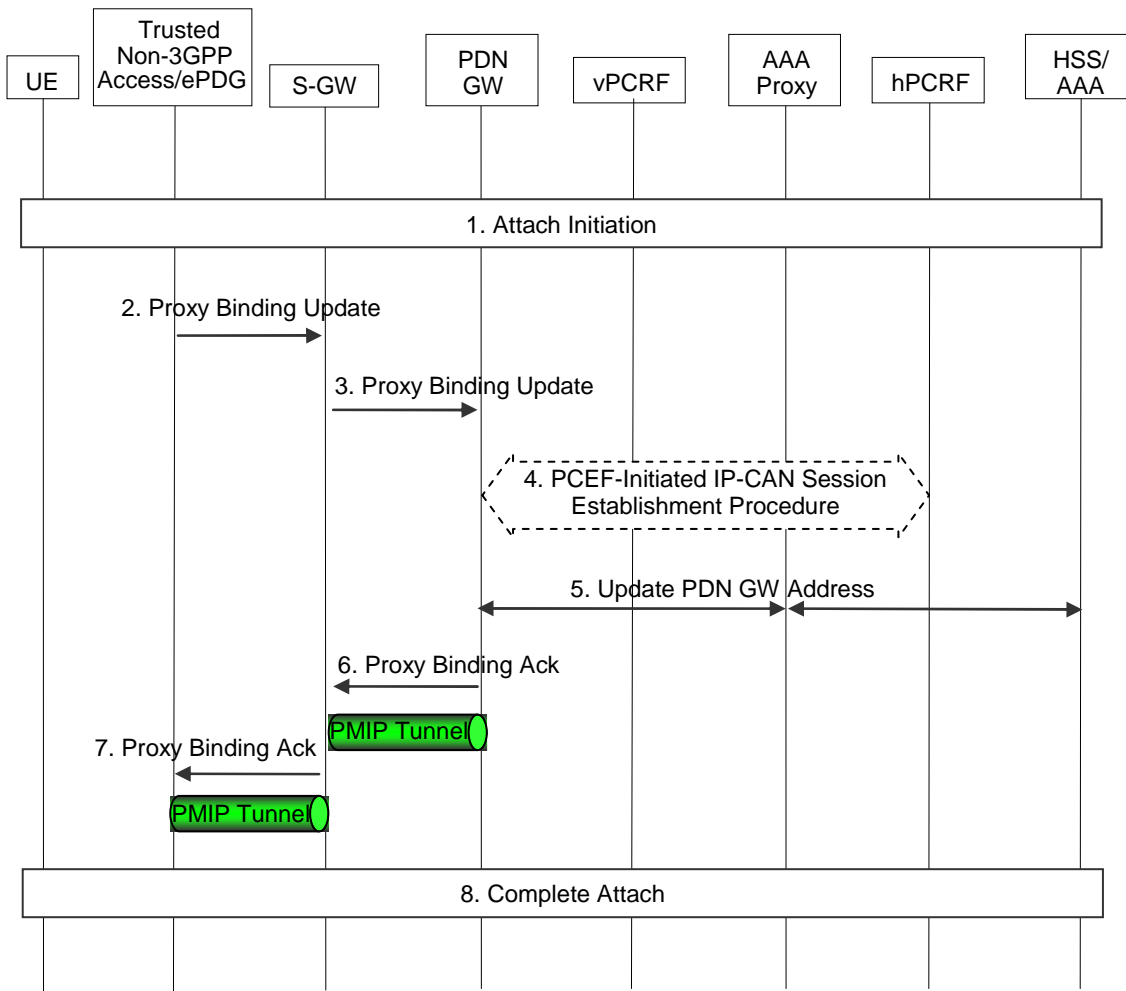 UE
Trusted
Non-3GPP
Access/ePDG
S-GW
PDN
GW
vPCRF
AAA
Proxy
hPCRF
HSS/
AAA
1. Attach Initiation
2. Proxy Binding Update
3. Proxy Binding Update
4. PCEF-Initiated IP-CAN Session
Establishment Procedure
5. Update PDN GW Address
6. Proxy Binding Ack
PMIP Tunnel
7. Proxy Binding Ack
PMIP Tunnel
8. Complete Attach